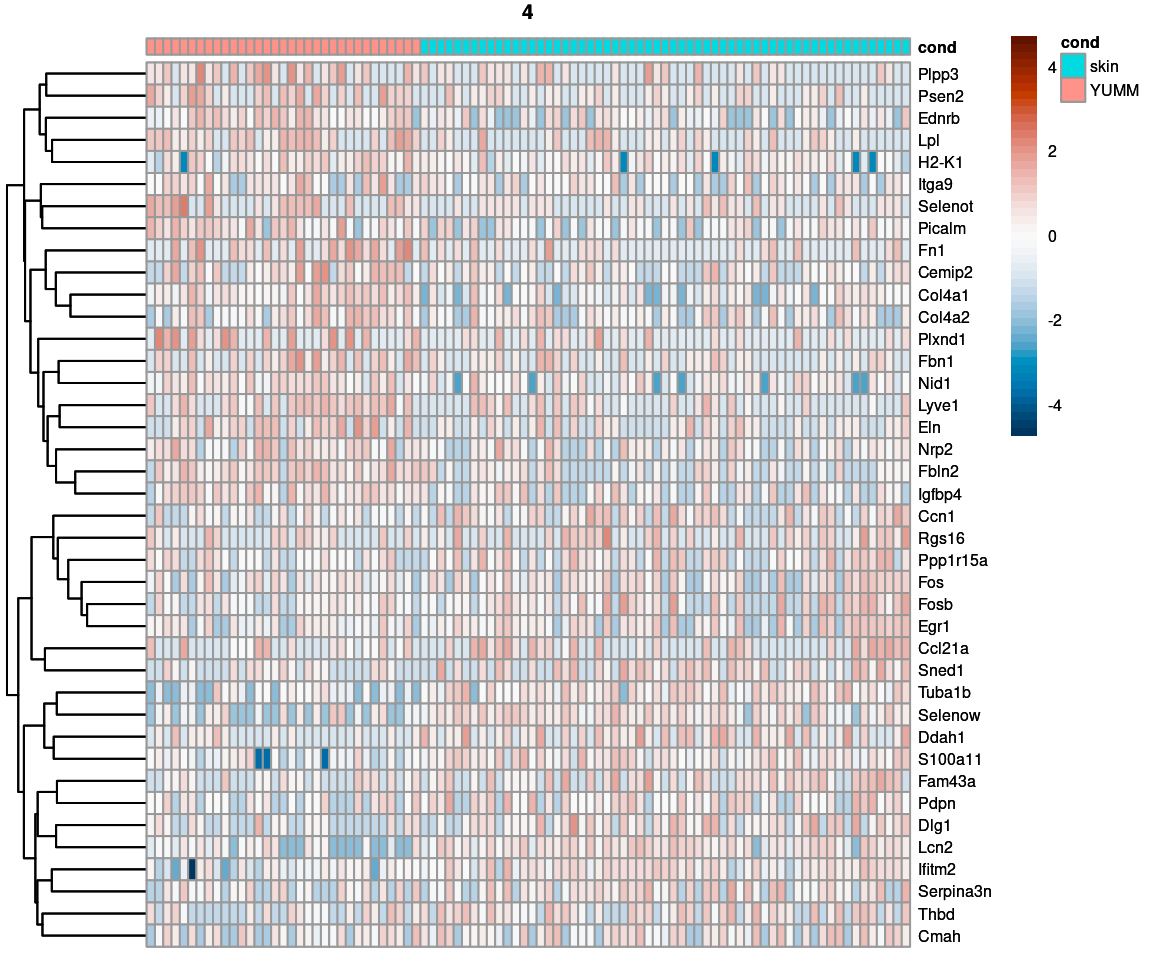 4
cond
Plpp3
Psen2
Ednrb
Lpl
H2-K1
Itga9
Selenot
Picalm
Fn1
Cemip2
Col4a1
Col4a2
Plxnd1
Fbn1
Nid1
Lyve1
Eln
Nrp2
Fbln2
Igfbp4
Ccn1
Rgs16
Ppp1r15a
Fos
Fosb
Egr1
Ccl21a
Sned1
Tuba1b
Selenow
Ddah1
S100a11
Fam43a
Pdpn
Dlg1
Lcn2
Ifitm2
Serpina3n
Thbd
Cmah
4
2
0
-2
-4
cond
skin
YUMM